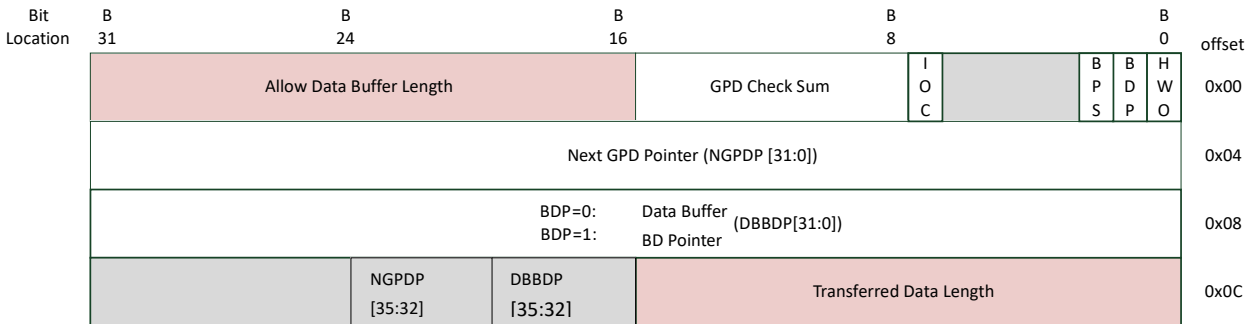 Bit B B B B
Location 31 24 16 8 0 offset
Allow Data Buffer Length GPD Check Sum I O C B P S B D P H W O 0x00
Next GPD Pointer (NGPDP [31:0]) 0x04
BDP=0: Data Buffer (DBBDP[31:0]) 0x08
BDP=1: BD Pointer
NGPDP DBBDP Transferred Data Length 0x0C
[35:32] [35:32]